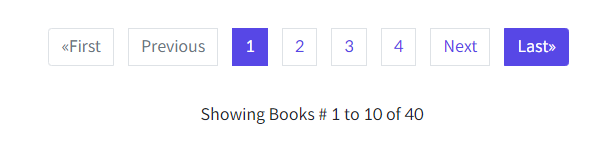 «First Previous 1 2 3 4 Next Last»
Showing Books # 1 to 10 of 40